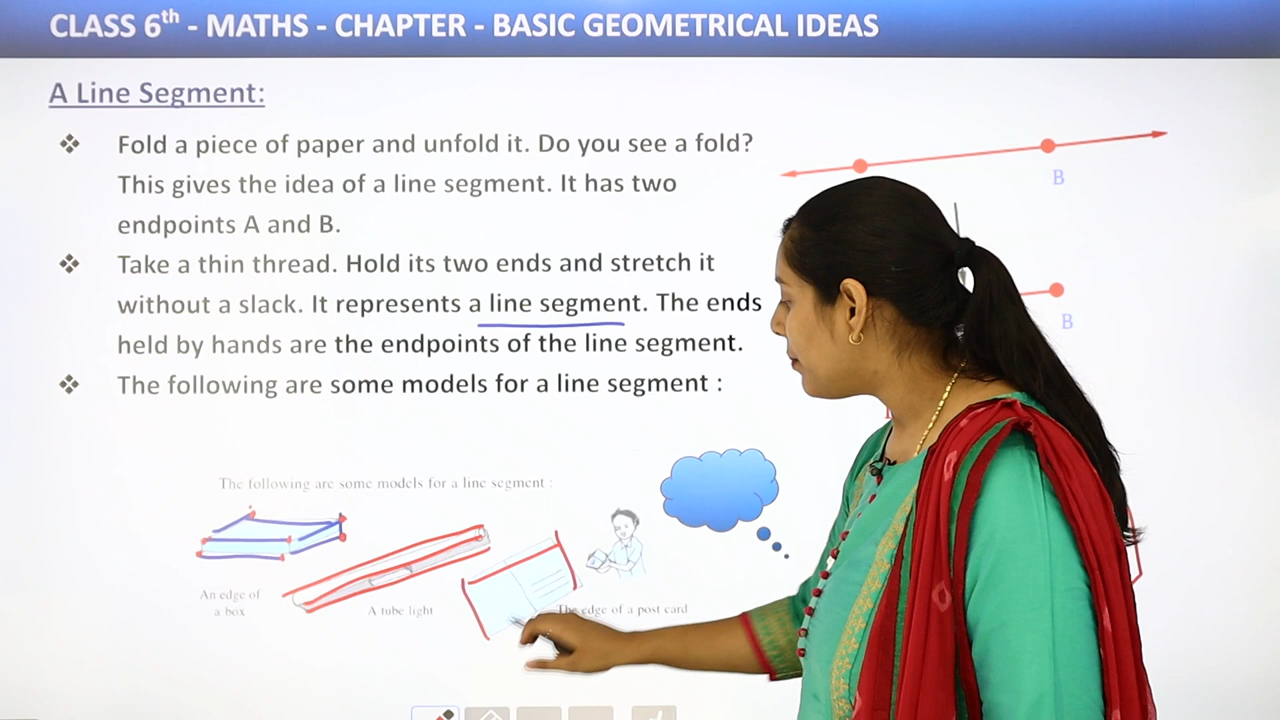 CLASS 6th - MATHS - CHAPTER - BASIC GEOMETRICAL IDEAS
A Line Segment:
❖ Fold a piece of paper and unfold it. Do you see a fold?
This gives the idea of a line segment. It has two
endpoints A and B.
❖ Take a thin thread. Hold its two ends and stretch it
without a slack. It represents a line segment. The ends
held by hands are the endpoints of the line segment.
❖ The following are some models for a line segment :
B
B
The following are some models for a line segment :
An edge of
a box
A tube light
The edge of a post card